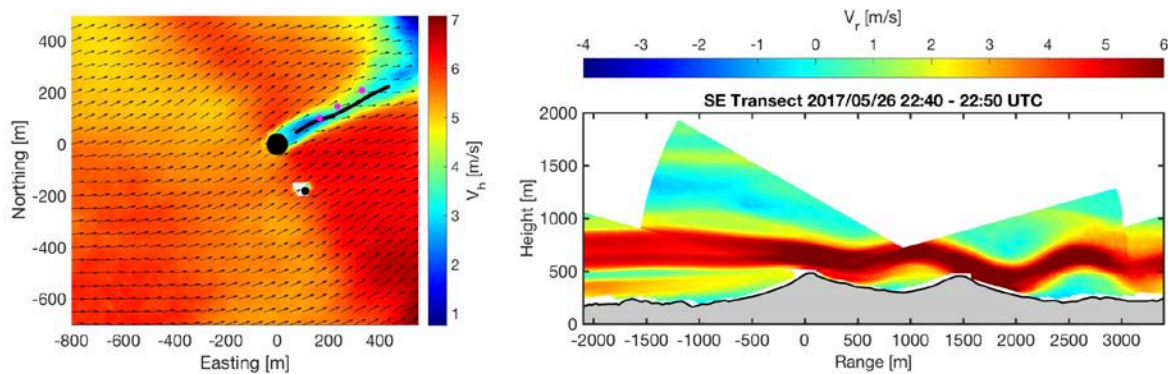 400
200
0
-200
-400
-600
Northing [m]
-800 -600 -400 -200 0 200 400
Easting [m]
7
6
5
4
3
2
1
V_h [m/s]
V_r [m/s]
-4 -3 -2 -1 0 1 2 3 4 5 6
SE Transect 2017/05/26 22:40 - 22:50 UTC
2000
1500
1000
500
0
Height [m]
-2000 -1500 -1000 -500 0 500 1000 1500 2000 2500 3000
Range [m]